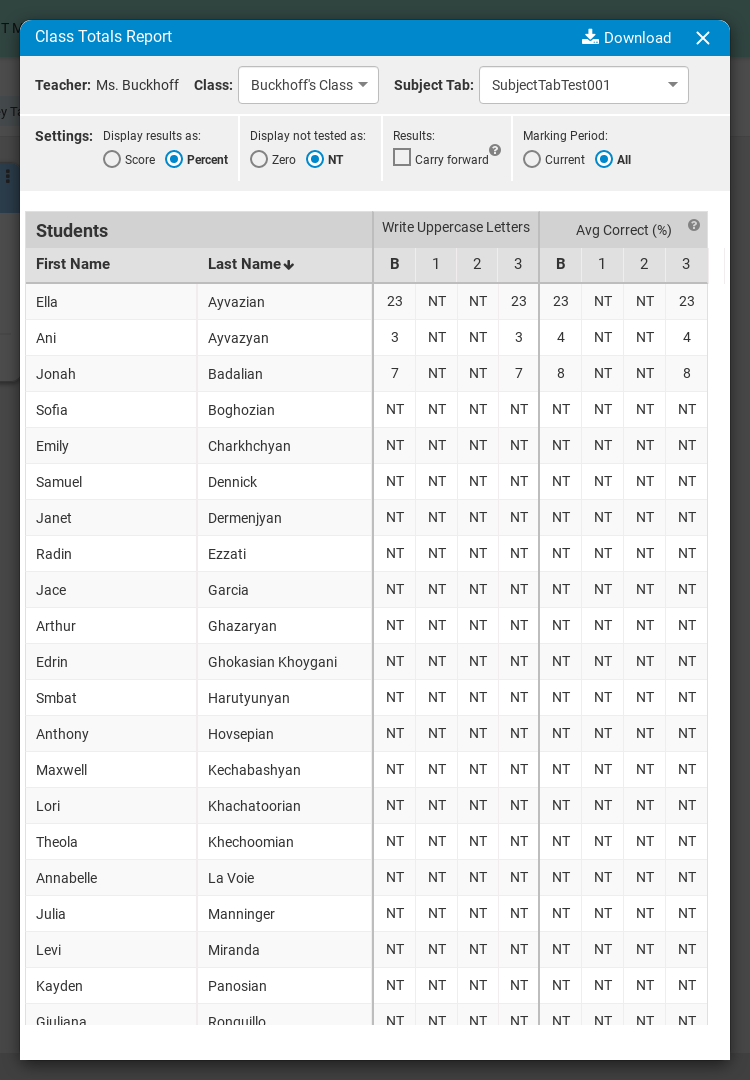 Class Totals Report Download
Teacher: Ms. Buckhoff Class: Buckhoff's Class Subject Tab: SubjectTabTest001
Settings: Display results as: Display not tested as: Results: Marking Period:
Score Percent Zero NT Carry forward ? Current All
Students Write Uppercase Letters Avg Correct (%) ?
First Name Last Name B 1 2 3 B 1 2 3
Ella Ayvazian 23 NT NT 23 23 NT NT 23
Ani Ayvazyan 3 NT NT 3 4 NT NT 4
Jonah Badalian 7 NT NT 7 8 NT NT 8
Sofia Boghozian NT NT NT NT NT NT NT NT
Emily Charkhchyan NT NT NT NT NT NT NT NT
Samuel Dennick NT NT NT NT NT NT NT NT
Janet Dermenjyan NT NT NT NT NT NT NT NT
Radin Ezzati NT NT NT NT NT NT NT NT
Jace Garcia NT NT NT NT NT NT NT NT
Arthur Ghazaryan NT NT NT NT NT NT NT NT
Edrin Ghokasian Khoygani NT NT NT NT NT NT NT NT
Smbat Harutyunyan NT NT NT NT NT NT NT NT
Anthony Hovsepian NT NT NT NT NT NT NT NT
Maxwell Kechabashyan NT NT NT NT NT NT NT NT
Lori Khachatoorian NT NT NT NT NT NT NT NT
Theola Khechoomian NT NT NT NT NT NT NT NT
Annabelle La Voie NT NT NT NT NT NT NT NT
Julia Manninger NT NT NT NT NT NT NT NT
Levi Miranda NT NT NT NT NT NT NT NT
Kayden Panosian NT NT NT NT NT NT NT NT
Giuliana Ronquillo NT NT NT NT NT NT NT NT